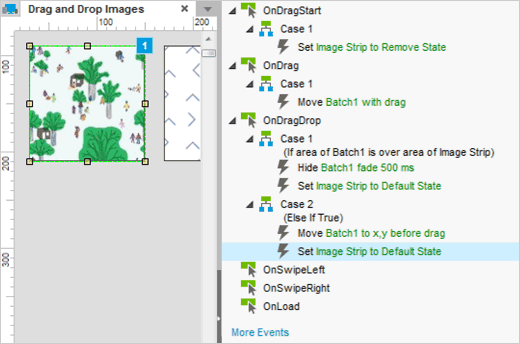 Drag and Drop Images
100
200
1
100
200
300
OnDragStart
Case 1
Set Image Strip to Remove State
OnDrag
Case 1
Move Batch1 with drag
OnDragDrop
Case 1
(If area of Batch1 is over area of Image Strip)
Hide Batch1 fade 500 ms
Set Image Strip to Default State
Case 2
(Else If True)
Move Batch1 to x,y before drag
Set Image Strip to Default State
OnSwipeLeft
OnSwipeRight
OnLoad
More Events